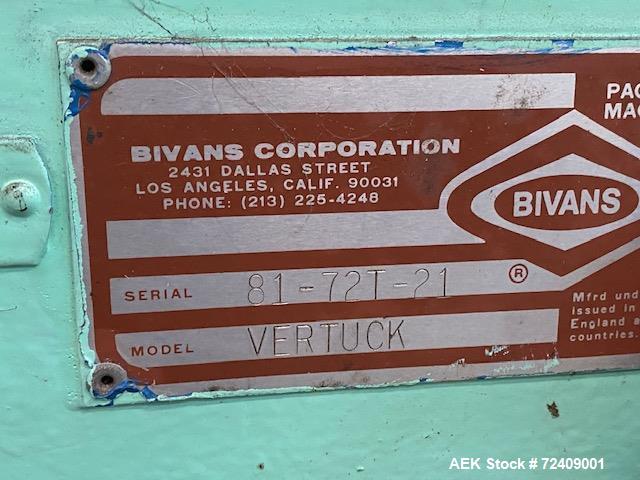 BIVANS CORPORATION
2431 DALLAS STREET
LOS ANGELES, CALIF. 90031
PHONE: (213) 225-4248
PAC
MAC
BIVANS
®
SERIAL 81-72T-21
MODEL VERTUCK
Mfrd und
issued in
England a
countries.
AEK Stock # 72409001